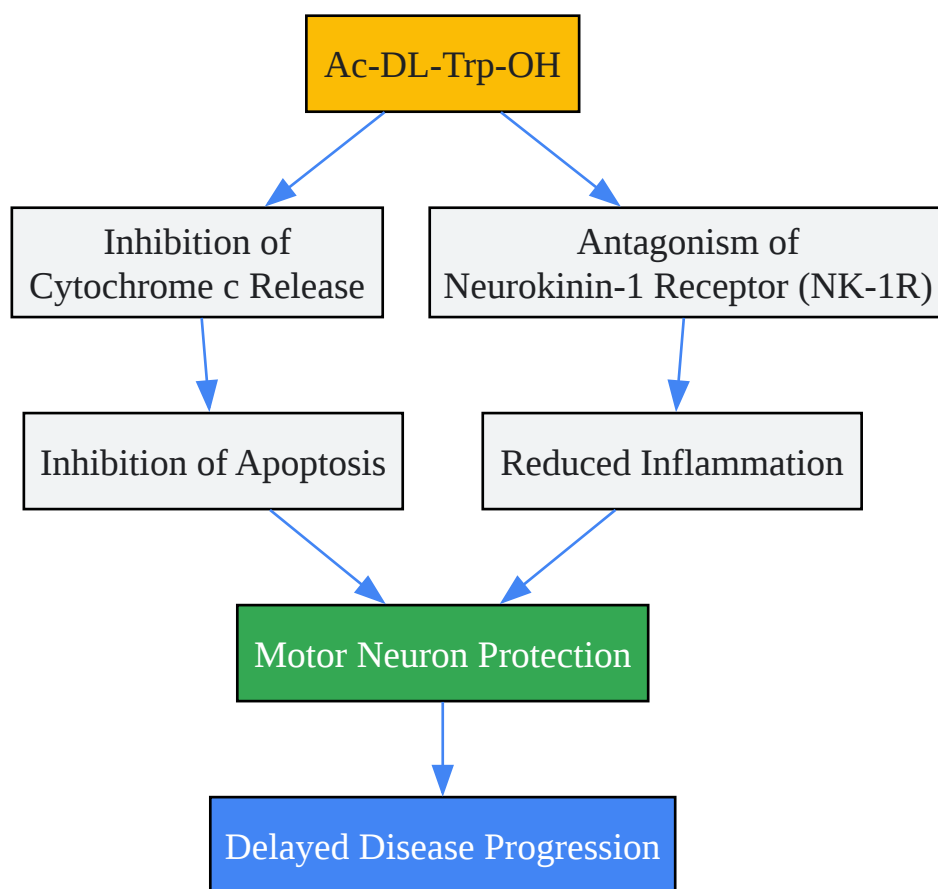 Ac-DL-Trp-OH
Inhibition of
Cytochrome c Release
Antagonism of
Neurokinin-1 Receptor (NK-1R)
Inhibition of Apoptosis
Reduced Inflammation
Motor Neuron Protection
Delayed Disease Progression